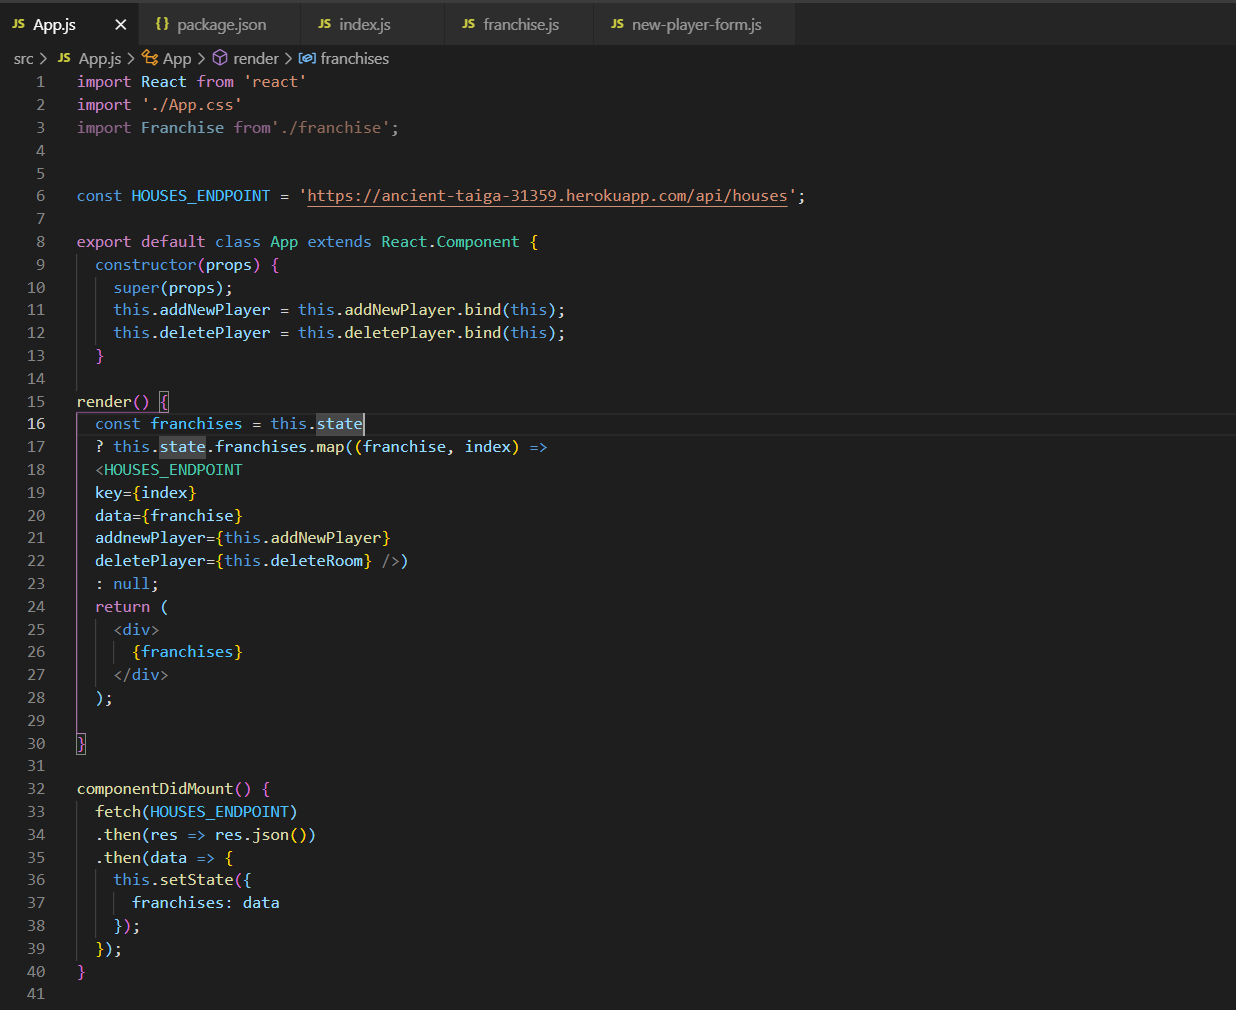 JS App.js × {} package.json JS index.js JS franchise.js JS new-player-form.js
src > JS App.js > App > render > franchises
1 import React from 'react'
2 import './App.css'
3 import Franchise from'./franchise';
4
5
6 const HOUSES_ENDPOINT = 'https://ancient-taiga-31359.herokuapp.com/api/houses';
7
8 export default class App extends React.Component {
9 constructor(props) {
10 super(props);
11 this.addNewPlayer = this.addNewPlayer.bind(this);
12 this.deletePlayer = this.deletePlayer.bind(this);
13 }
14
15 render() {
16 const franchises = this.state
17 ? this.state.franchises.map((franchise, index) =>
18 <HOUSES_ENDPOINT
19 key={index}
20 data={franchise}
21 addnewPlayer={this.addNewPlayer}
22 deletePlayer={this.deleteRoom} />)
23 : null;
24 return (
25 <div>
26 {franchises}
27 </div>
28 );
29
30 }
31
32 componentDidMount() {
33 fetch(HOUSES_ENDPOINT)
34 .then(res => res.json())
35 .then(data => {
36 this.setState({
37 franchises: data
38 });
39 });
40 }
41